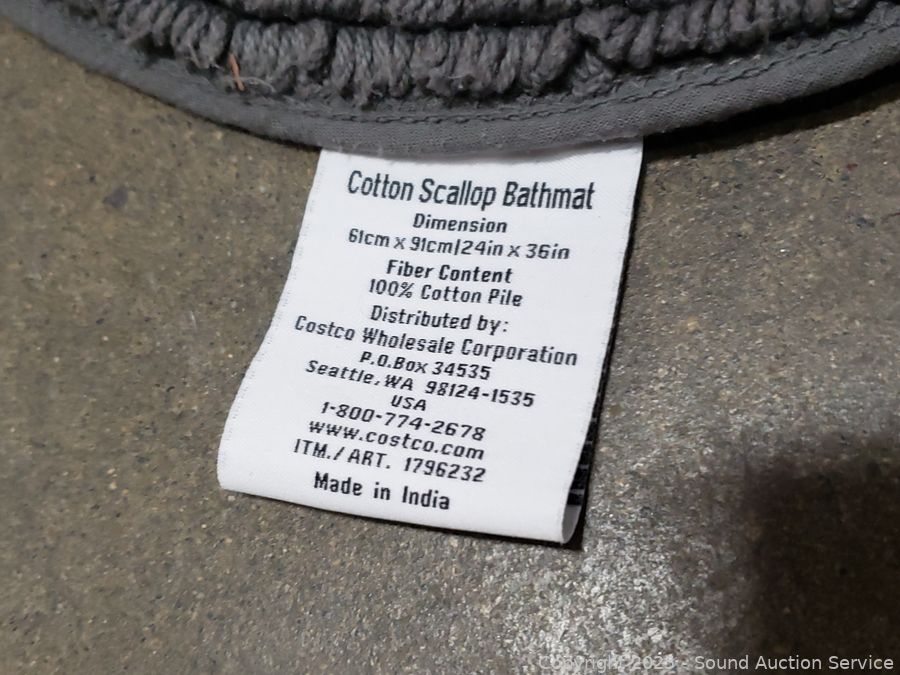 Cotton Scallop Bathmat
Dimension
61cm x 91cm|24in x 36in
Fiber Content
100% Cotton Pile
Distributed by:
Costco Wholesale Corporation
P.O.Box 34535
Seattle, WA 98124-1535
USA
1-800-774-2678
www.costco.com
ITM./ ART. 1796232
Made in India
Copyright 2023 - Sound Auction Service